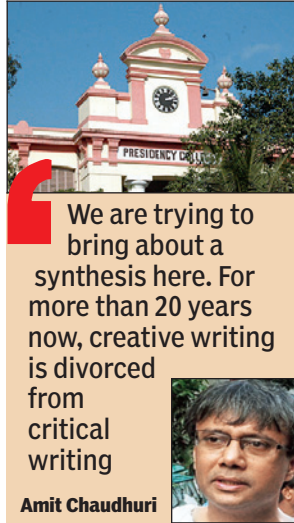 PRESIDENCY COLLEGE
We are trying to
bring about a
synthesis here. For
more than 20 years
now, creative writing
is divorced
from
critical
writing
Amit Chaudhuri